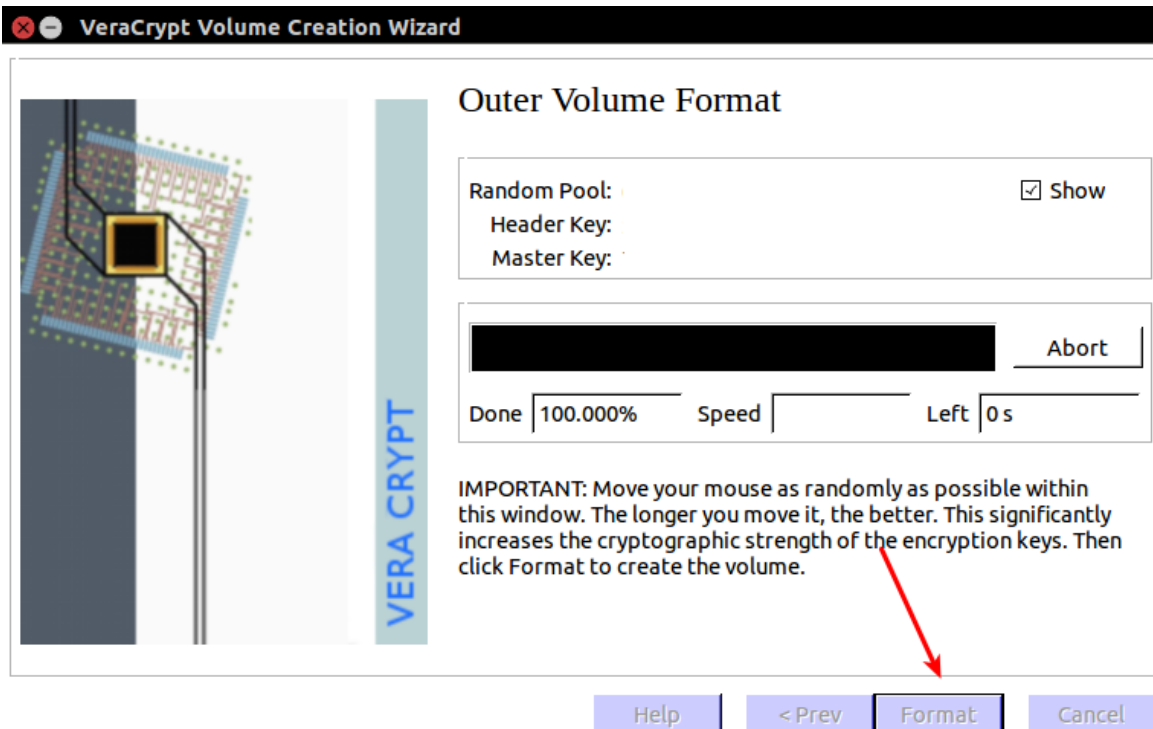 VeraCrypt Volume Creation Wizard
Outer Volume Format
Random Pool:
Show
Header Key:
Master Key:
Abort
Done 100.000% Speed Left 0 s
IMPORTANT: Move your mouse as randomly as possible within
this window. The longer you move it, the better. This significantly
increases the cryptographic strength of the encryption keys. Then
click Format to create the volume.
VERA CRYPT
Help < Prev Format Cancel